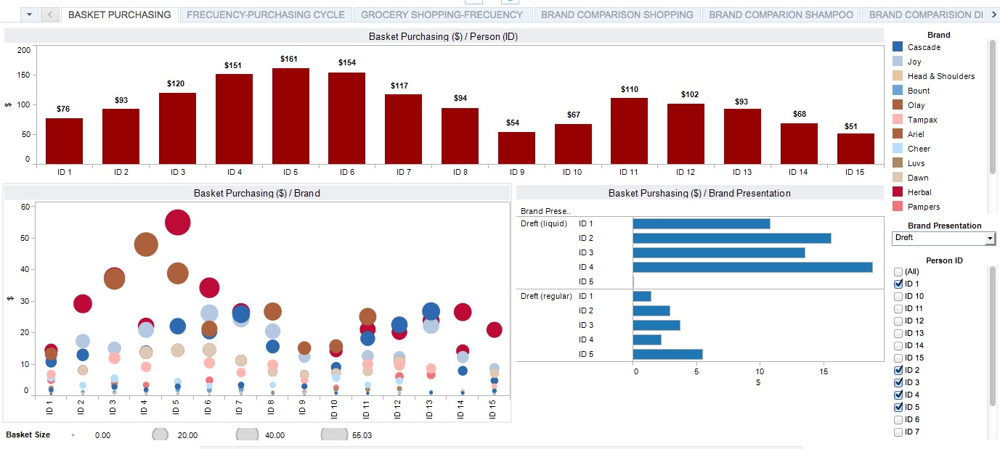 BASKET PURCHASING FRECUENCY-PURCHASING CYCLE GROCERY SHOPPING-FRECUENCY BRAND COMPARISON SHOPPING BRAND COMPARION SHAMPOO BRAND COMPARISION DI
Basket Purchasing ($) / Person (ID)
200
150
100
50
0
$
$76 $93 $120 $151 $161 $154 $117 $94 $54 $67 $110 $102 $93 $68 $51
ID 1 ID 2 ID 3 ID 4 ID 5 ID 6 ID 7 ID 8 ID 9 ID 10 ID 11 ID 12 ID 13 ID 14 ID 15
Brand
Cascade
Joy
Head & Shoulders
Bount
Olay
Tampax
Ariel
Cheer
Luvs
Dawn
Herbal
Pampers
Basket Purchasing ($) / Brand
60
50
40
30
20
10
0
$
ID 1 ID 2 ID 3 ID 4 ID 5 ID 6 ID 7 ID 8 ID 9 ID 10 ID 11 ID 12 ID 13 ID 14 ID 15
Basket Size 0.00 20.00 40.00 55.03
Basket Purshasing ($) / Brand Presentation
Brand Prese..
Dreft (liquid) ID 1
ID 2
ID 3
ID 4
ID 5
Dreft (regular) ID 1
ID 2
ID 3
ID 4
ID 5
0 5 10 15
$
Brand Presentation
Dreft
Person ID
(All)
ID 1
ID 10
ID 11
ID 12
ID 13
ID 14
ID 15
ID 2
ID 3
ID 4
ID 5
ID 6
ID 7